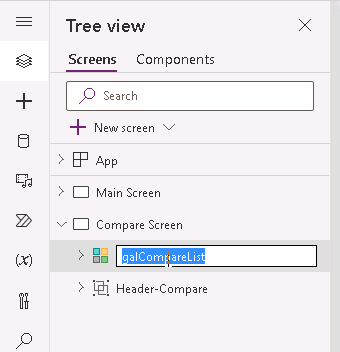 Tree view
Screens Components
Search
New screen
App
Main Screen
Compare Screen
galCompareList
Header-Compare
(x)